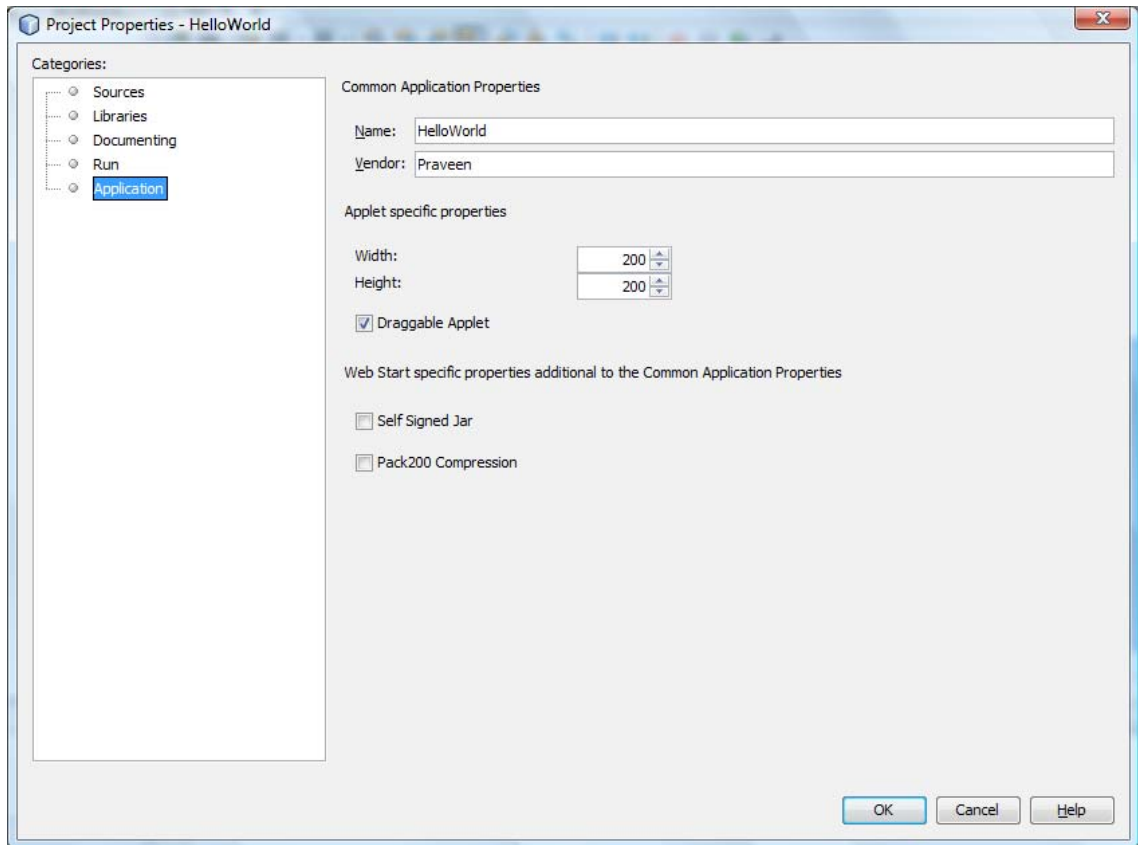 Project Properties - HelloWorld
Categories:
Sources
Libraries
Documenting
Run
Application
Common Application Properties
Name: HelloWorld
Vendor: Praveen
Applet specific properties
Width: 200
Height: 200
Draggable Applet
Web Start specific properties additional to the Common Application Properties
Self Signed Jar
Pack200 Compression
OK Cancel Help